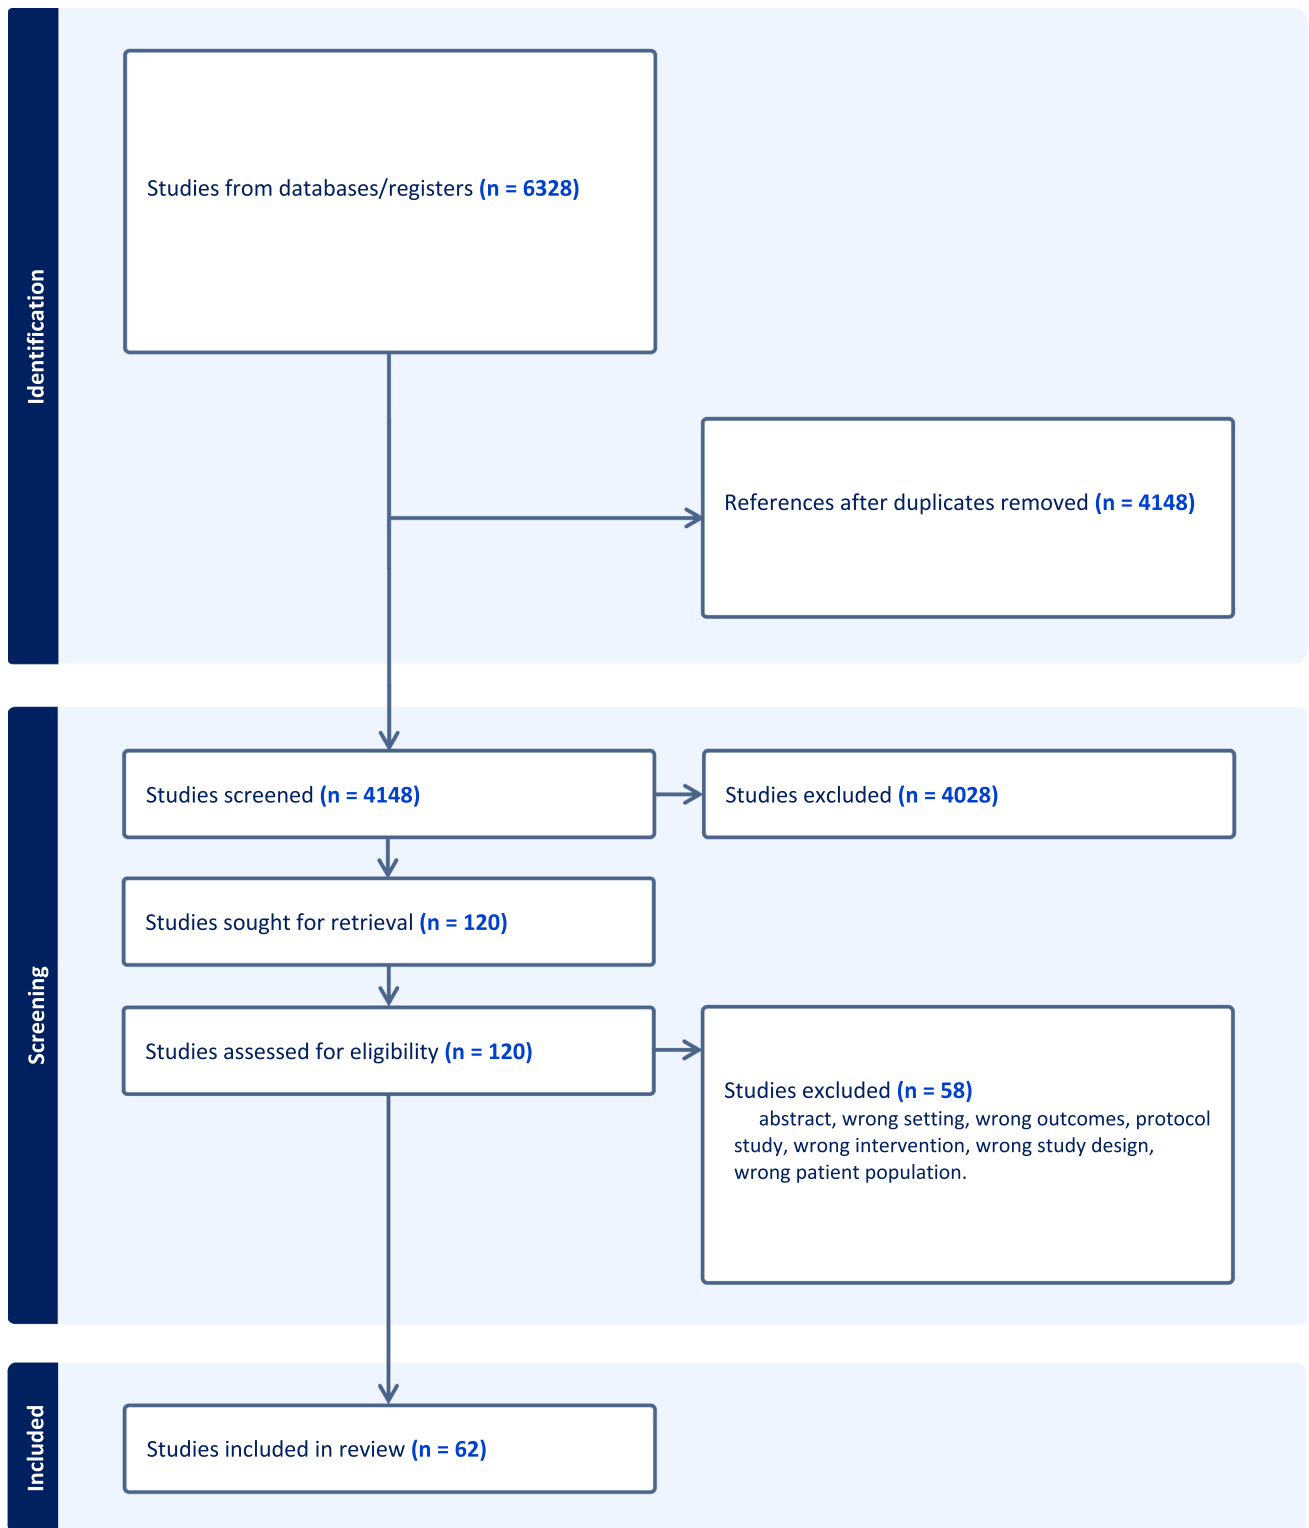 Identification
Studies from databases/registers (n = 6328)
References after duplicates removed (n = 4148)
Screening
Studies screened (n = 4148)
Studies excluded (n = 4028)
Studies sought for retrieval (n = 120)
Studies assessed for eligibility (n = 120)
Studies excluded (n = 58)
abstract, wrong setting, wrong outcomes, protocol
study, wrong intervention, wrong study design,
wrong patient population.
Included
Studies included in review (n = 62)